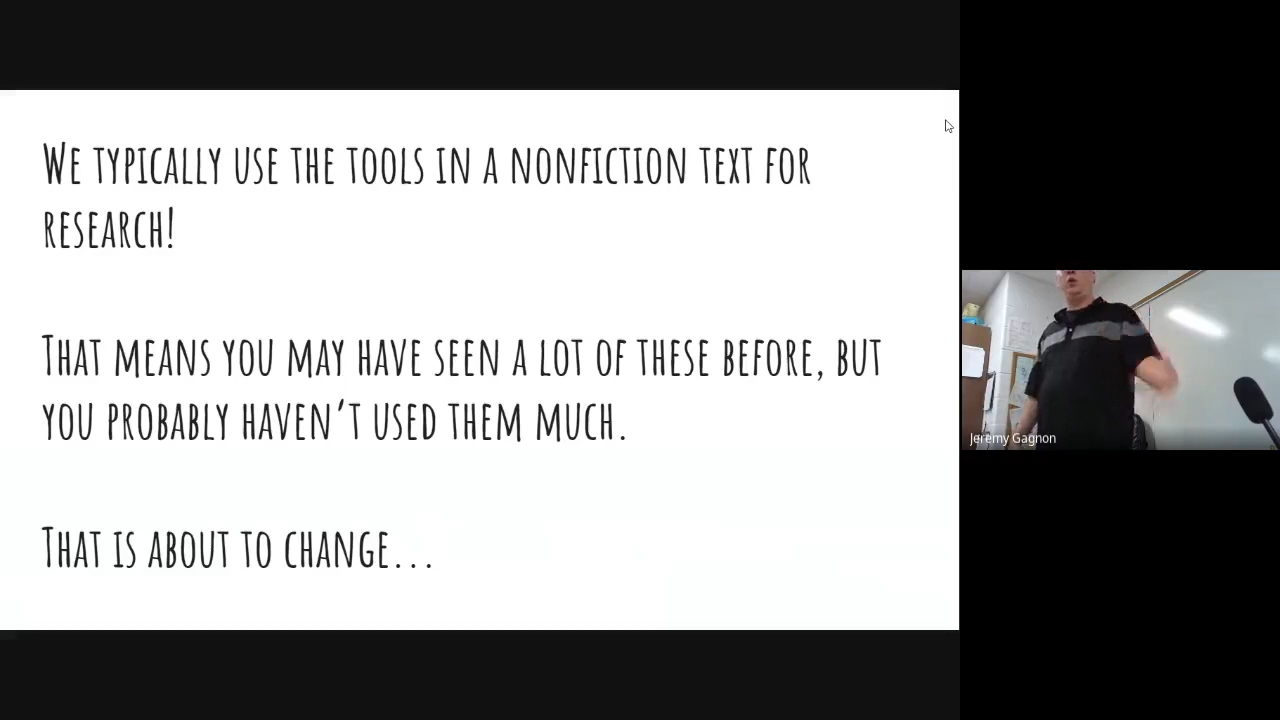 We typically use the tools in a nonfiction text for
research!
That means you may have seen a lot of these before, but
you probably haven't used them much.
That is about to change...
Jeremy Gagnon